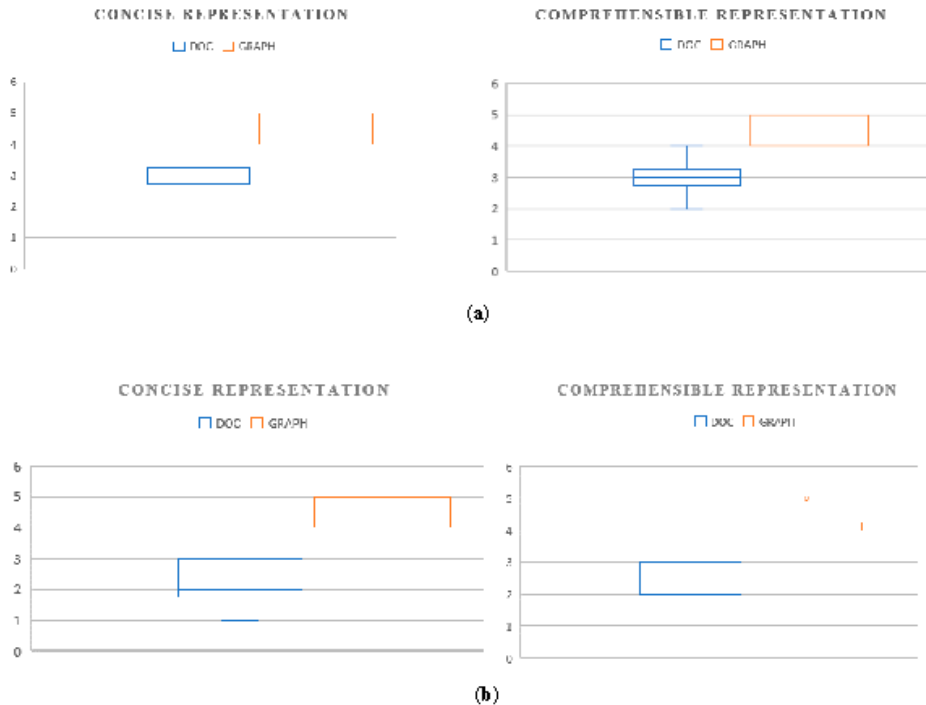 CONCISE REPRESENTATION
DOC GRAPH
6
5
4
3
2
1
0
COMPREHENSIBLE REPRESENTATION
DOC GRAPH
6
5
4
3
2
1
0
(a)
CONCISE REPRESENTATION
DOC GRAPH
6
5
4
3
2
1
0
COMPREHENSIBLE REPRESENTATION
DOC GRAPH
6
5
4
3
2
1
0
(b)